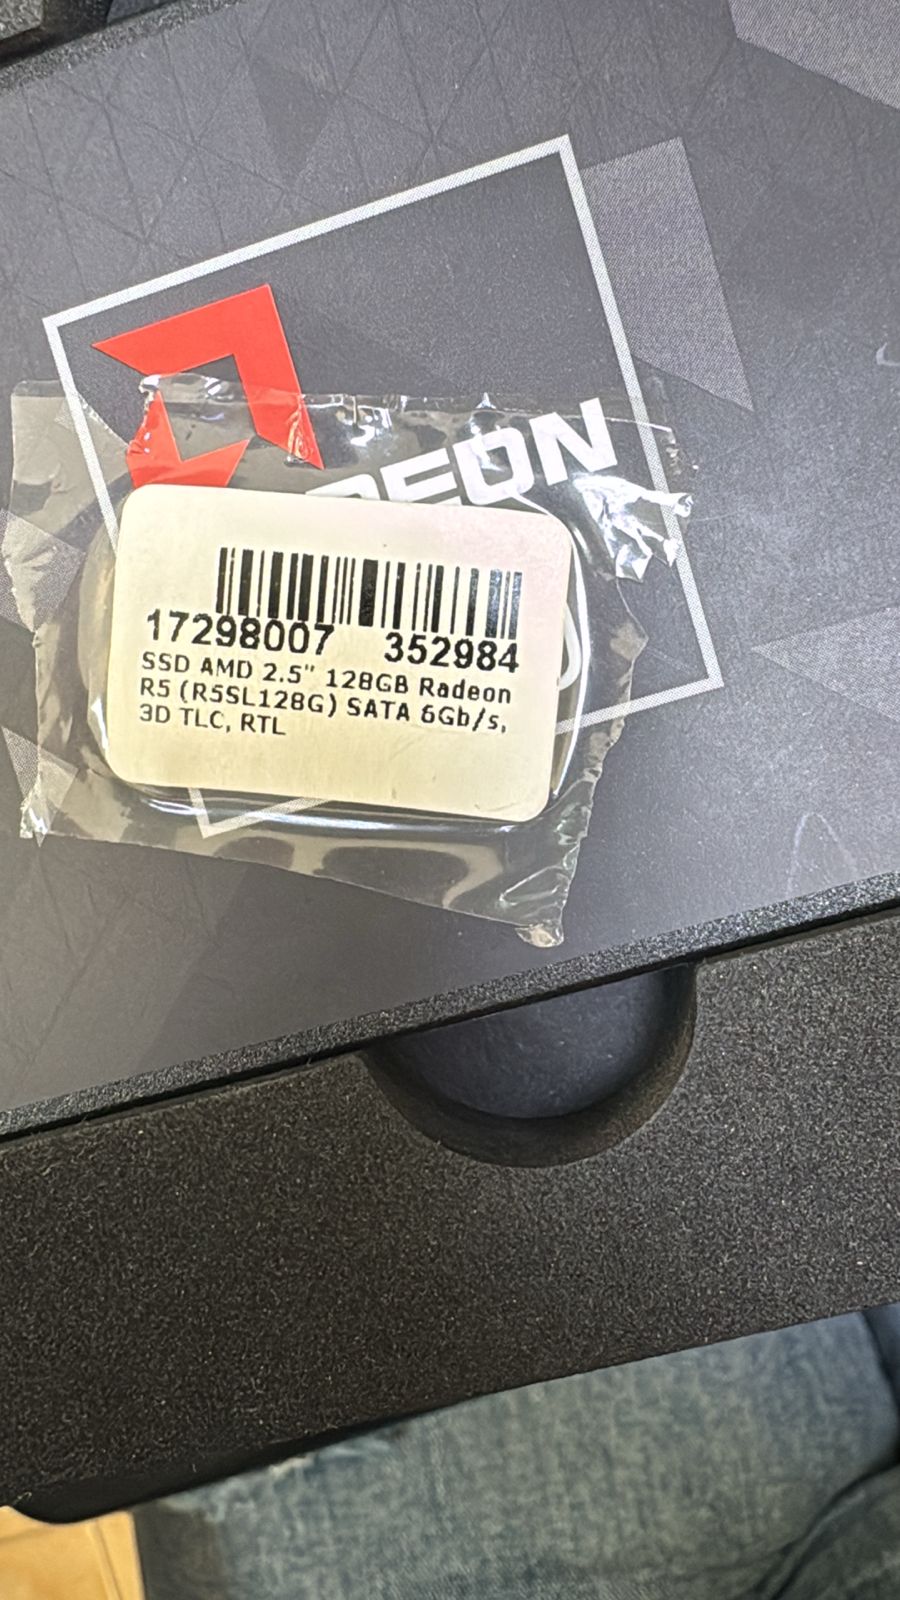 17298007 352984
SSD AMD 2.5" 128GB Radeon
R5 (R5SL128G) SATA 6Gb/s,
3D TLC, RTL